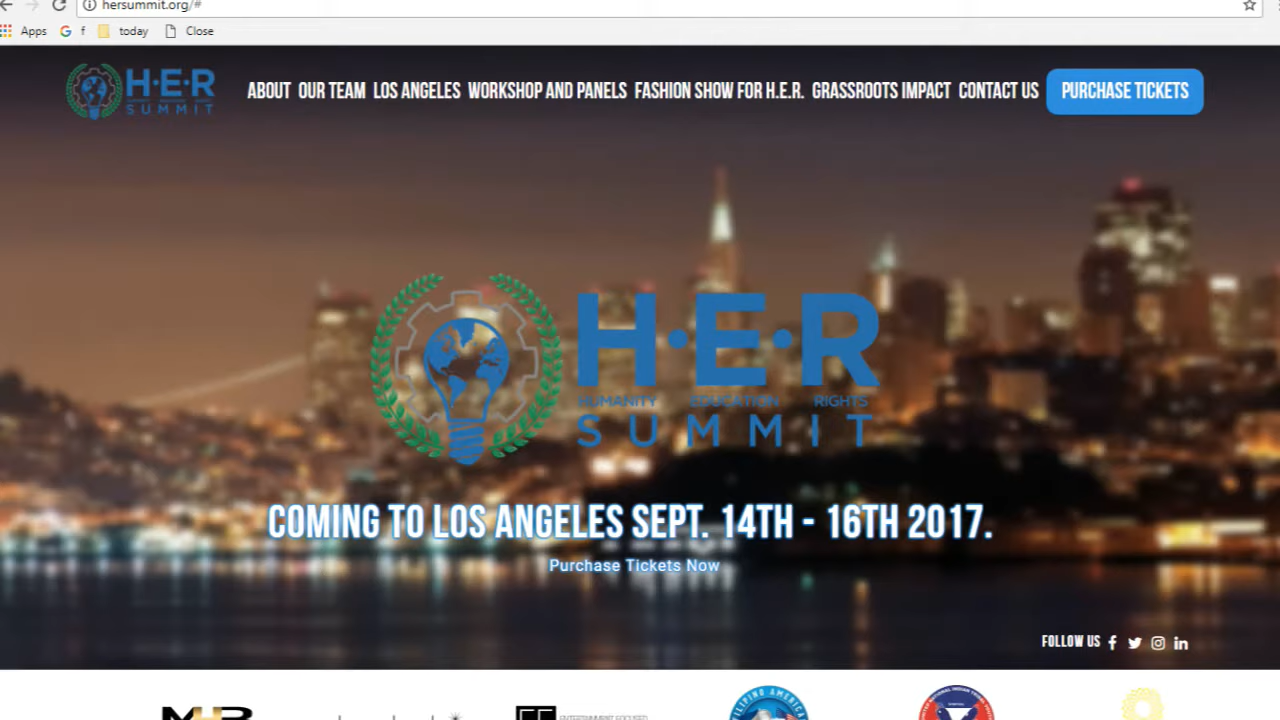 hersummit.org/#
Apps
f
today
Close
H·E·R
SUMMIT
ABOUT OUR TEAM LOS ANGELES WORKSHOP AND PANELS FASHION SHOW FOR H.E.R. GRASSROOTS IMPACT CONTACT US PURCHASE TICKETS
H·E·R
HUMANITY EDUCATION RIGHTS
SUMMIT
COMING TO LOS ANGELES SEPT. 14TH - 16TH 2017.
Purchase Tickets Now
FOLLOW US